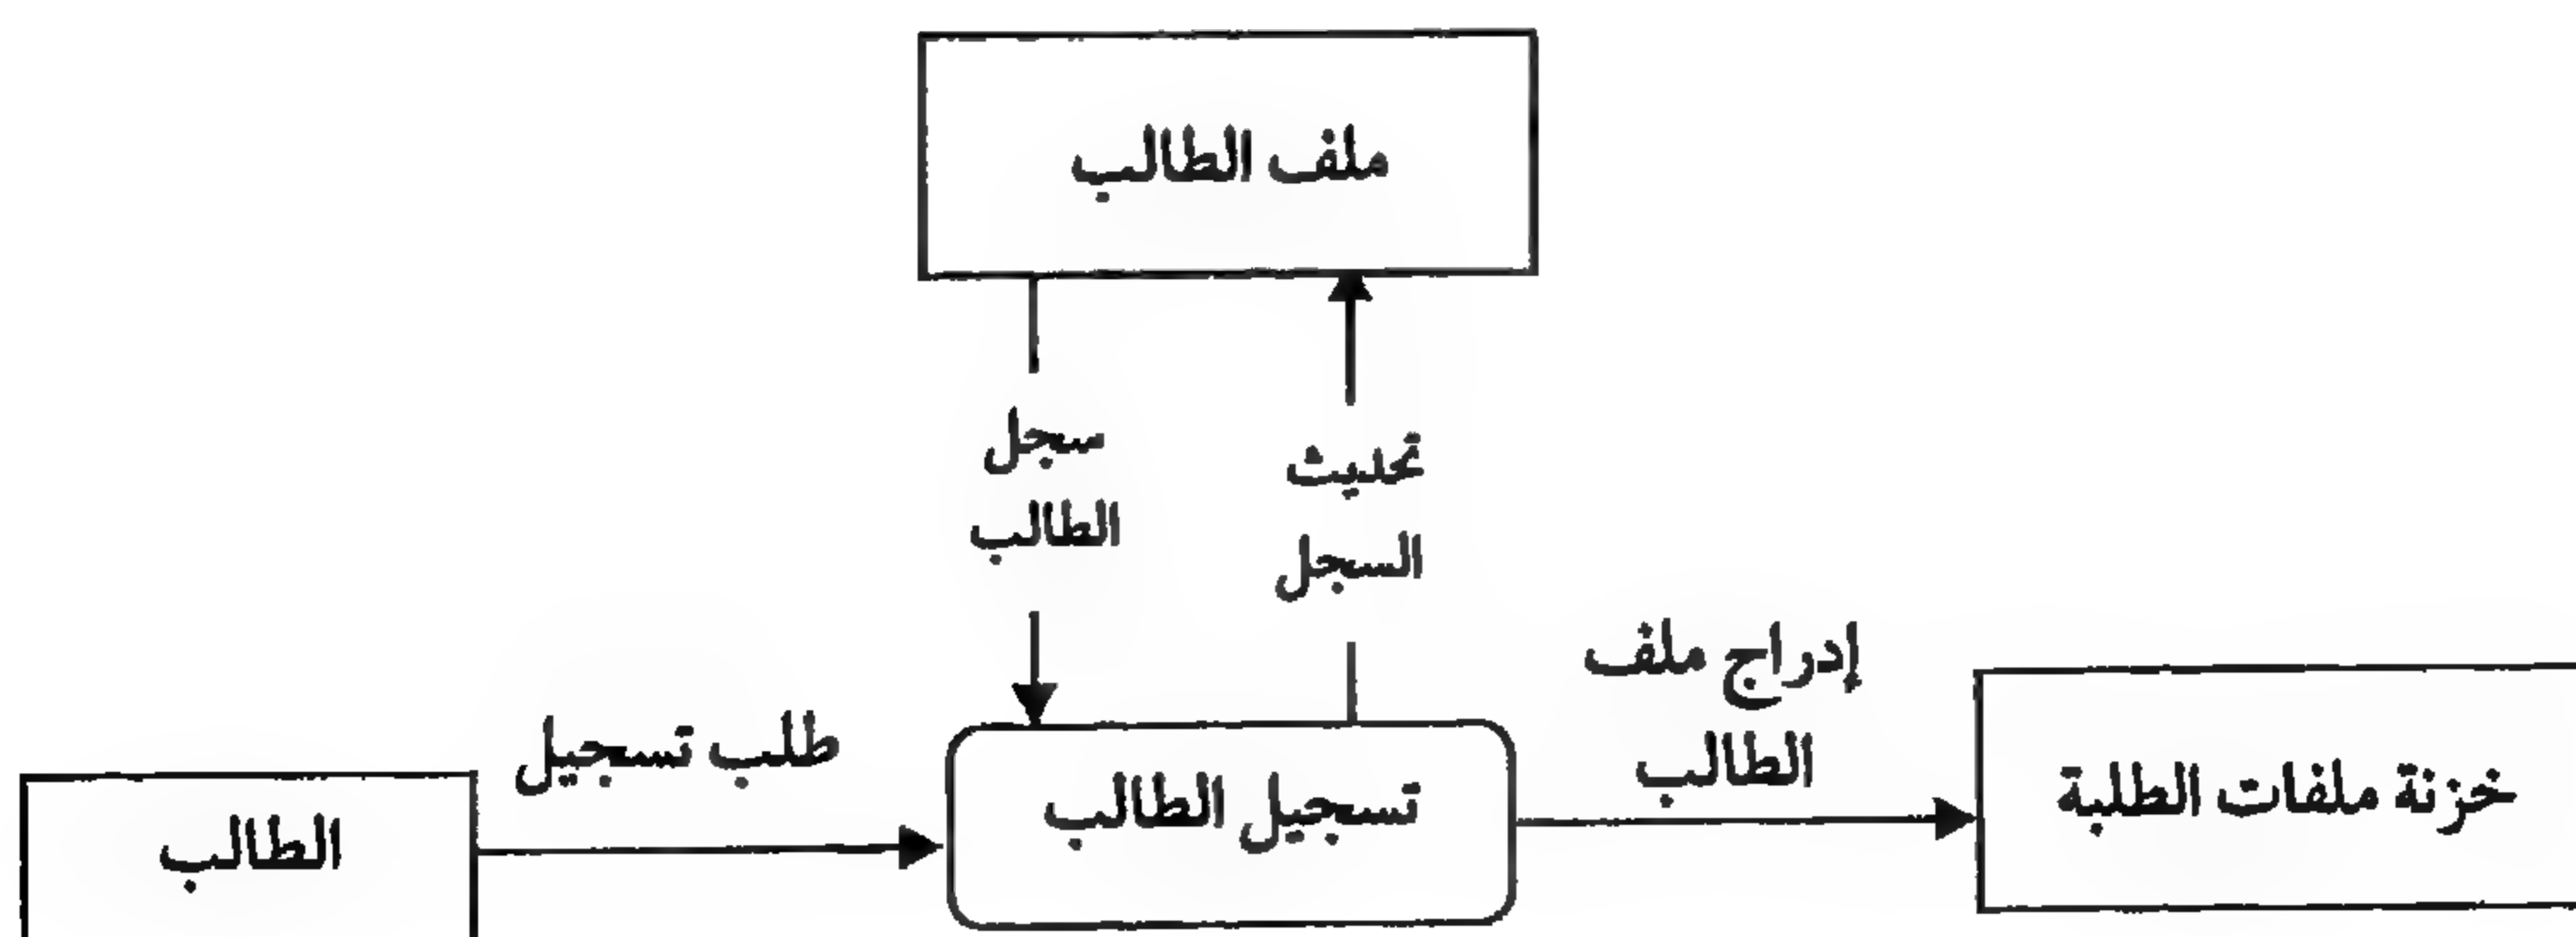 ملف الطالب
سجل
الطالب
تحديث
السجل
إدراج ملف
الطالب
طلب تسجيل
الطالب
تسجيل الطالب
خزنة ملفات الطلبة